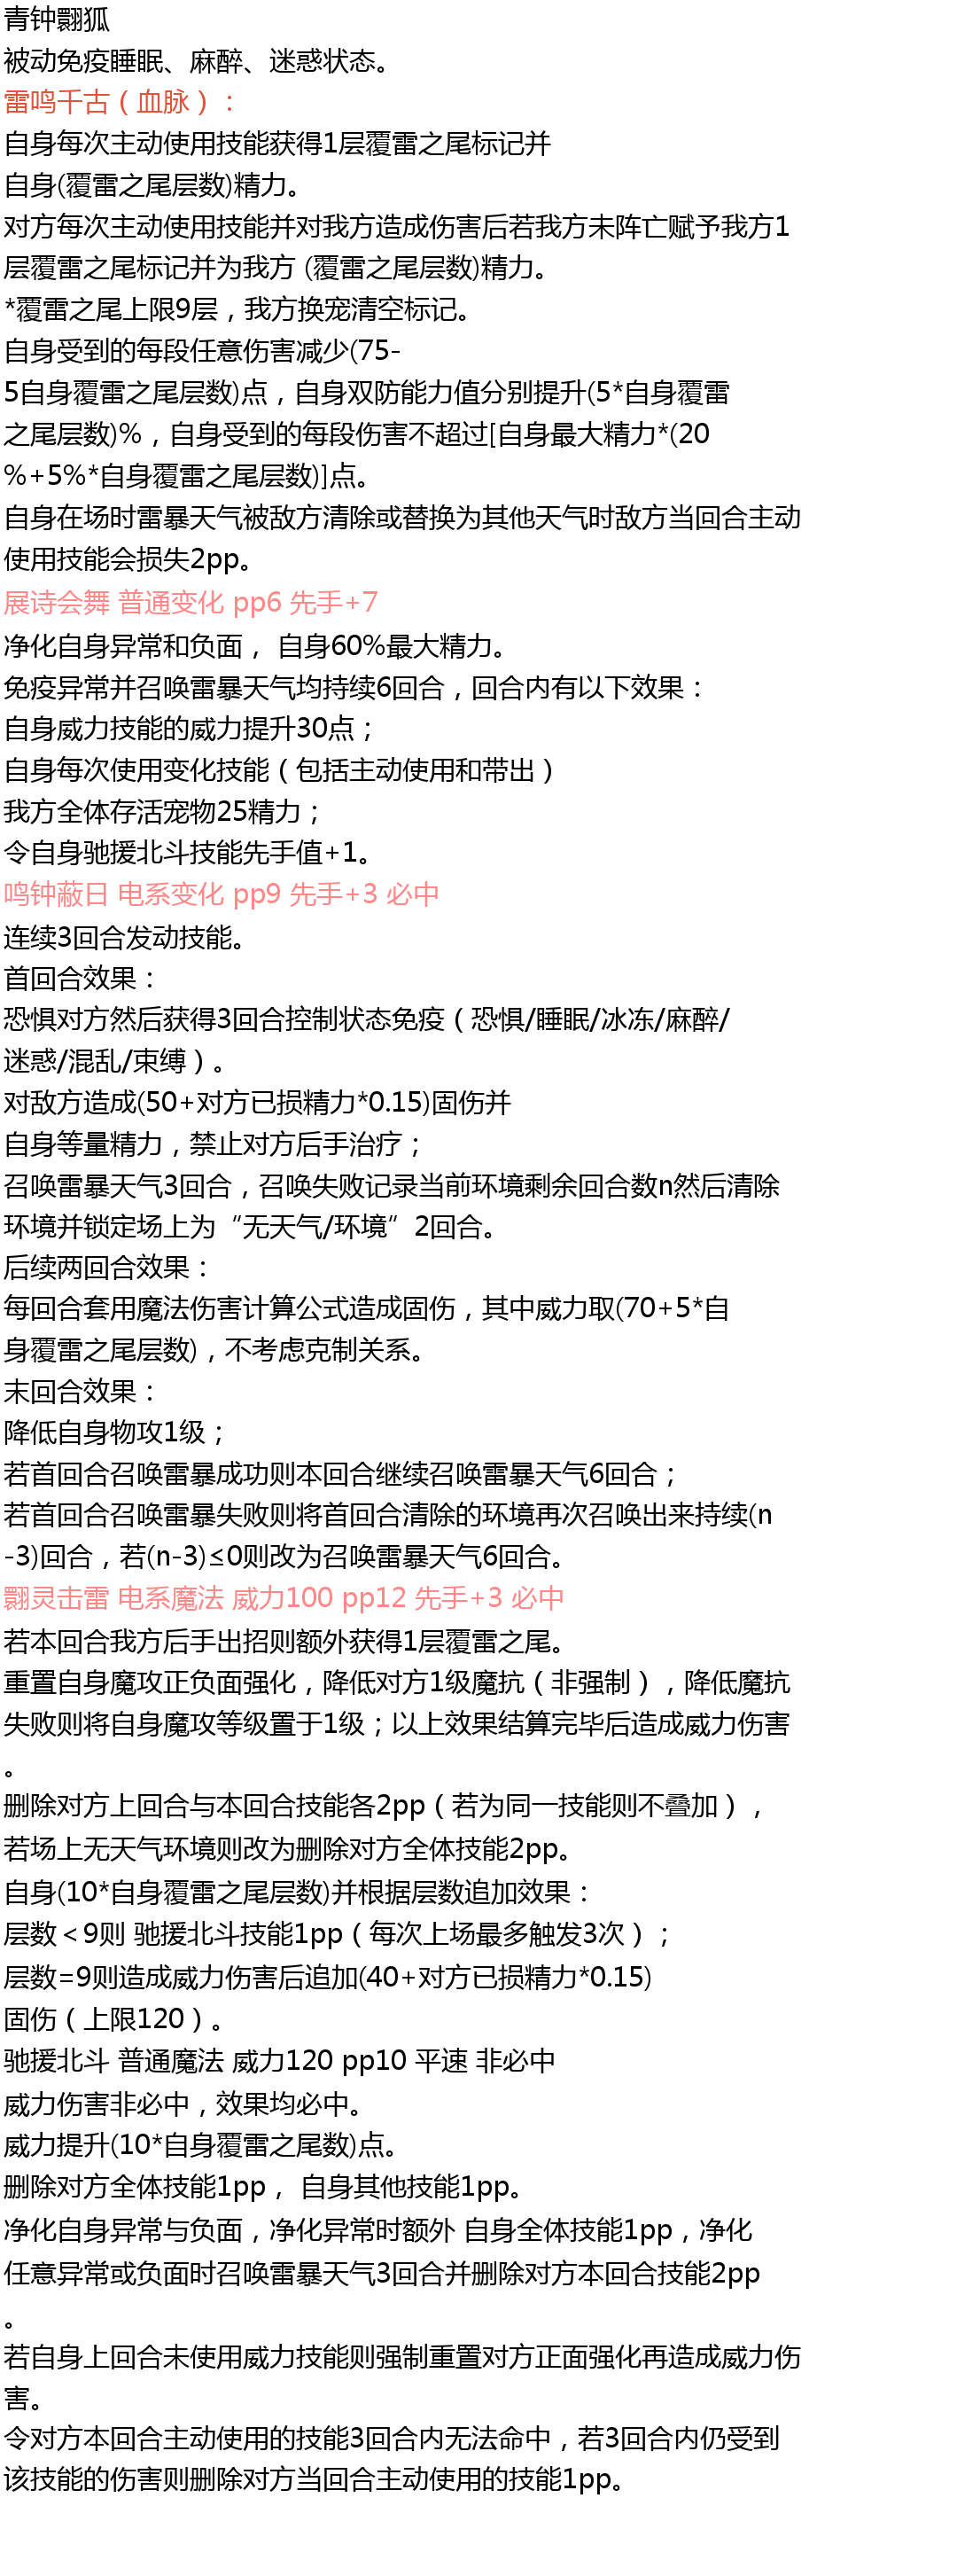 青钟翾狐
被动免疫睡眠、麻醉、迷惑状态。
雷鸣千古（血脉）：
自身每次主动使用技能获得1层覆雷之尾标记并
自身(覆雷之尾层数)精力。
对方每次主动使用技能并对我方造成伤害后若我方未阵亡赋予我方1
层覆雷之尾标记并为我方 (覆雷之尾层数)精力。
*覆雷之尾上限9层，我方换宠清空标记。
自身受到的每段任意伤害减少(75-
5自身覆雷之尾层数)点，自身双防能力值分别提升(5*自身覆雷
之尾层数)%，自身受到的每段伤害不超过[自身最大精力*(20
%+5%*自身覆雷之尾层数)]点。
自身在场时雷暴天气被敌方清除或替换为其他天气时敌方当回合主动
使用技能会损失2pp。
展诗会舞 普通变化 pp6 先手+7
净化自身异常和负面， 自身60%最大精力。
免疫异常并召唤雷暴天气均持续6回合，回合内有以下效果：
自身威力技能的威力提升30点；
自身每次使用变化技能（包括主动使用和带出）
我方全体存活宠物25精力；
令自身驰援北斗技能先手值+1。
鸣钟蔽日 电系变化 pp9 先手+3 必中
连续3回合发动技能。
首回合效果：
恐惧对方然后获得3回合控制状态免疫（恐惧/睡眠/冰冻/麻醉/
迷惑/混乱/束缚）。
对敌方造成(50+对方已损精力*0.15)固伤并
自身等量精力，禁止对方后手治疗；
召唤雷暴天气3回合，召唤失败记录当前环境剩余回合数n然后清除
环境并锁定场上为“无天气/环境”2回合。
后续两回合效果：
每回合套用魔法伤害计算公式造成固伤，其中威力取(70+5*自
身覆雷之尾层数)，不考虑克制关系。
末回合效果：
降低自身物攻1级；
若首回合召唤雷暴成功则本回合继续召唤雷暴天气6回合；
若首回合召唤雷暴失败则将首回合清除的环境再次召唤出来持续(n
-3)回合，若(n-3)≤0则改为召唤雷暴天气6回合。
翾灵击雷 电系魔法 威力100 pp12 先手+3 必中
若本回合我方后手出招则额外获得1层覆雷之尾。
重置自身魔攻正负面强化，降低对方1级魔抗（非强制），降低魔抗
失败则将自身魔攻等级置于1级；以上效果结算完毕后造成威力伤害
。
删除对方上回合与本回合技能各2pp（若为同一技能则不叠加），
若场上无天气环境则改为删除对方全体技能2pp。
自身(10*自身覆雷之尾层数)并根据层数追加效果：
层数＜9则 驰援北斗技能1pp（每次上场最多触发3次）；
层数=9则造成威力伤害后追加(40+对方已损精力*0.15)
固伤（上限120）。
驰援北斗 普通魔法 威力120 pp10 平速 非必中
威力伤害非必中，效果均必中。
威力提升(10*自身覆雷之尾数)点。
删除对方全体技能1pp， 自身其他技能1pp。
净化自身异常与负面，净化异常时额外 自身全体技能1pp，净化
任意异常或负面时召唤雷暴天气3回合并删除对方本回合技能2pp
。
若自身上回合未使用威力技能则强制重置对方正面强化再造成威力伤
害。
令对方本回合主动使用的技能3回合内无法命中，若3回合内仍受到
该技能的伤害则删除对方当回合主动使用的技能1pp。